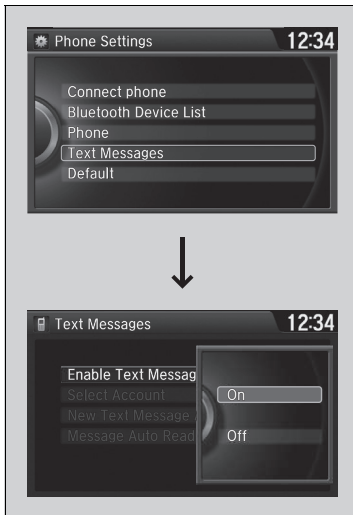 Phone Settings 12:34
Connect phone
Bluetooth Device List
Phone
Text Messages
Default
Text Messages 12:34
Enable Text Messag
Select Account
New Text Message
Message Auto Read
On
Off